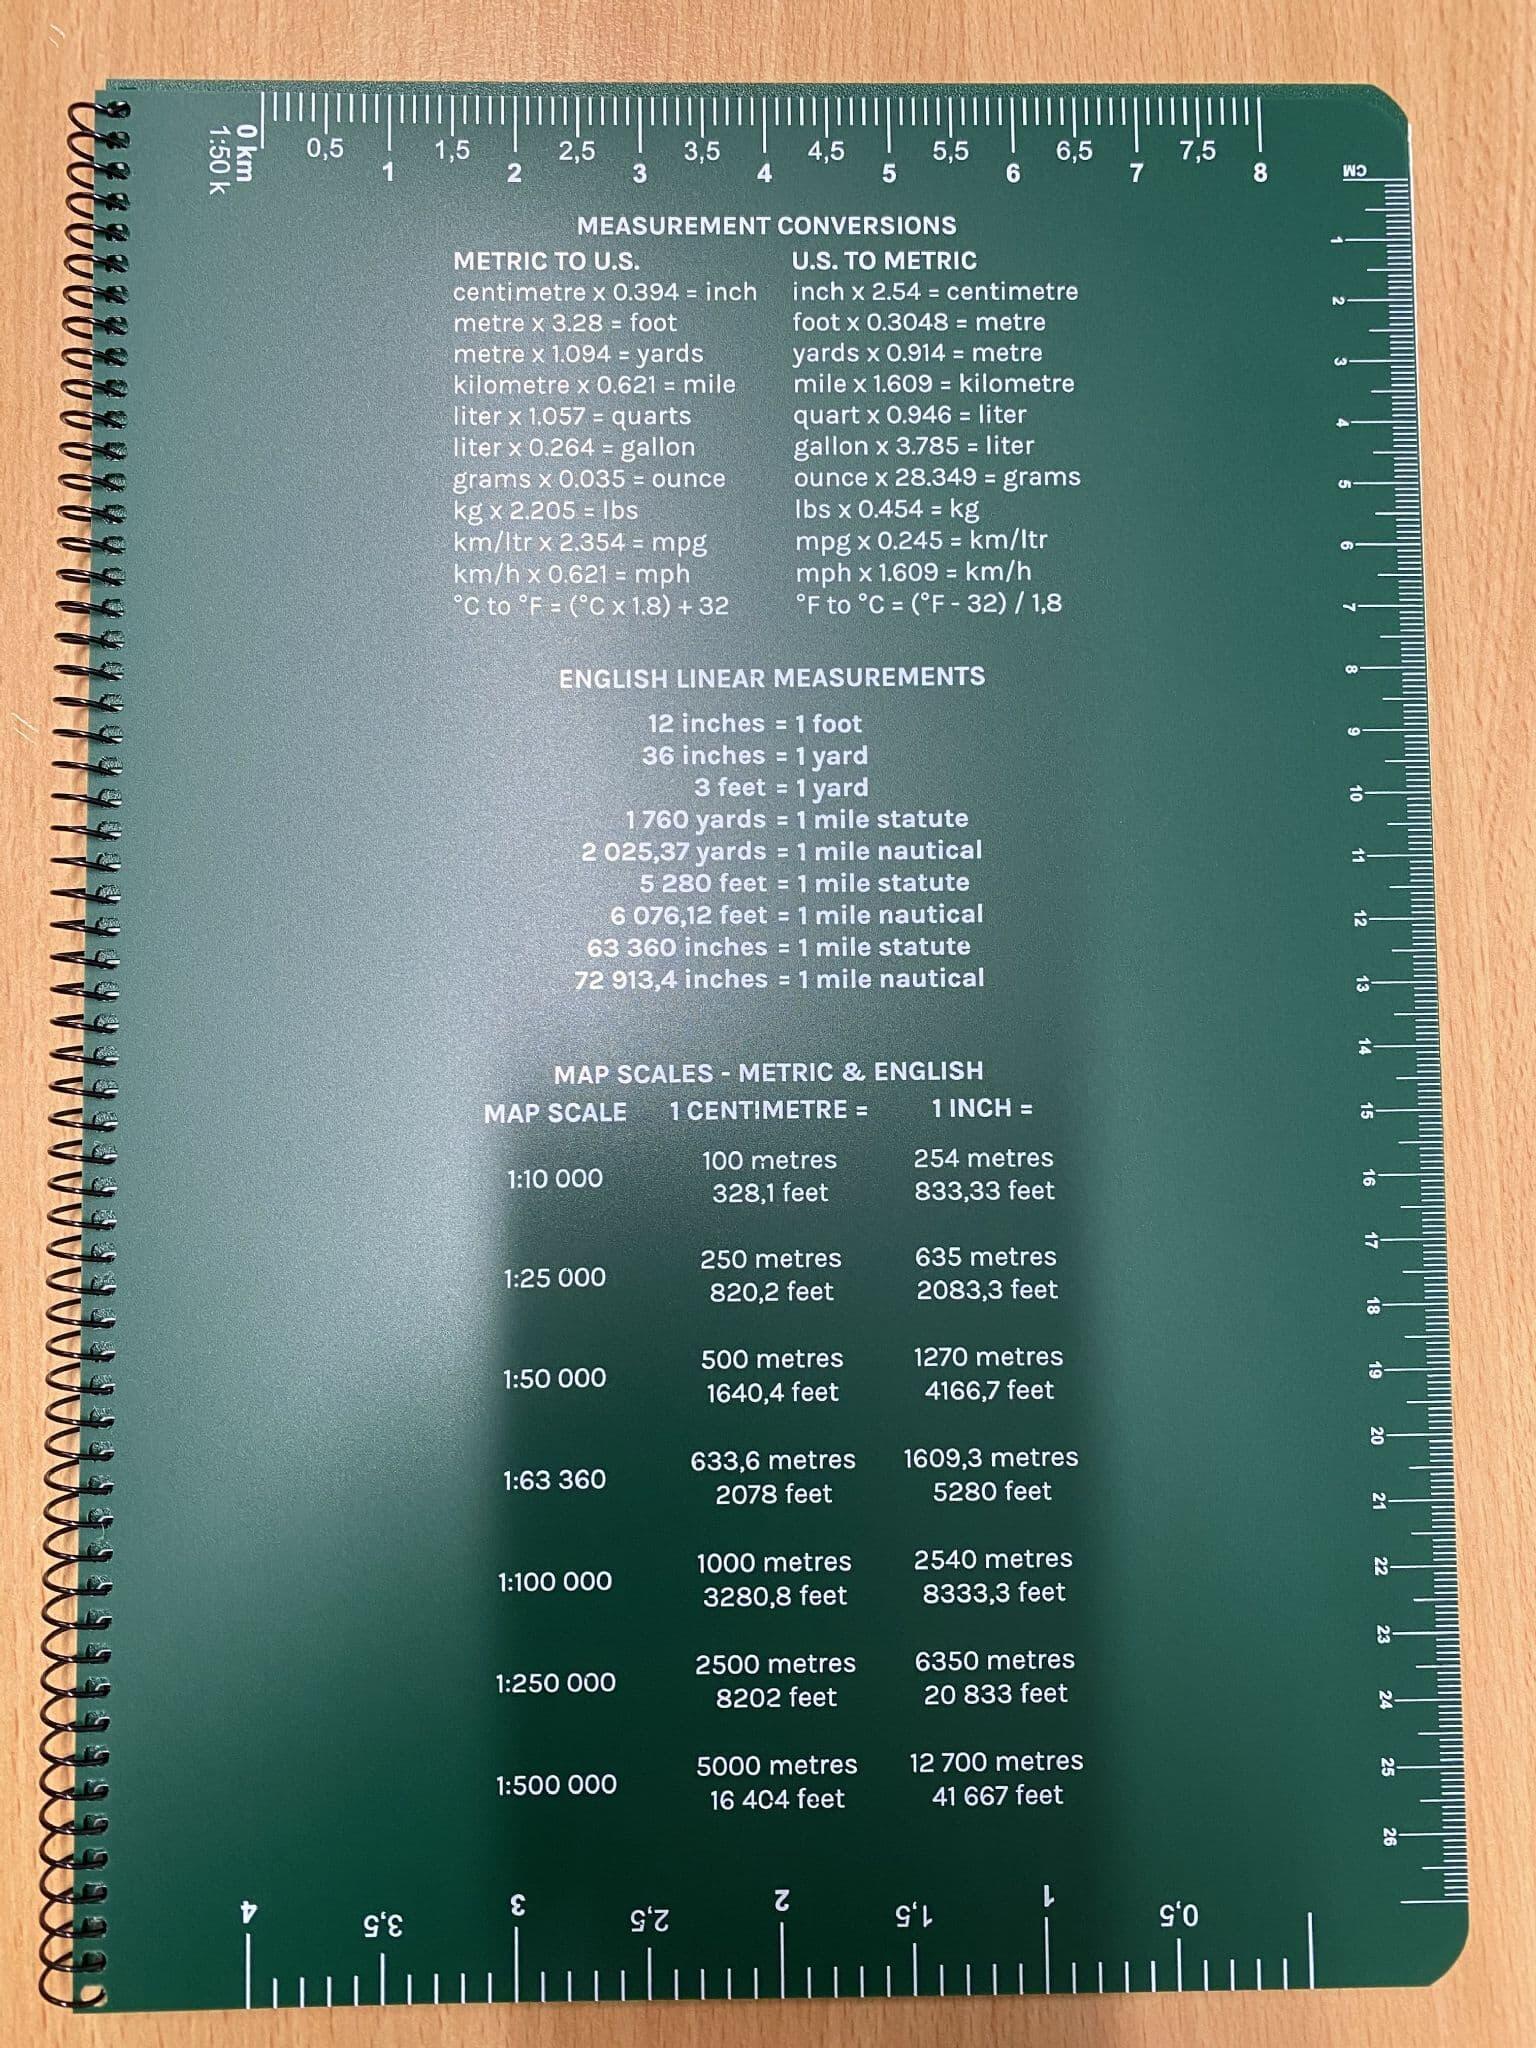 0 km
1:50 k
0,5 1 1,5 2 2,5 3 3,5 4 4,5 5 5,5 6 6,5 7 7,5 8
MEASUREMENT CONVERSIONS
METRIC TO U.S.
centimetre x 0.394 = inch
metre x 3.28 = foot
metre x 1.094 = yards
kilometre x 0.621 = mile
liter x 1.057 = quarts
liter x 0.264 = gallon
grams x 0.035 = ounce
kg x 2.205 = lbs
km/ltr x 2.354 = mpg
km/h x 0.621 = mph
°C to °F = (°C x 1.8) + 32
U.S. TO METRIC
inch x 2.54 = centimetre
foot x 0.3048 = metre
yards x 0.914 = metre
mile x 1.609 = kilometre
quart x 0.946 = liter
gallon x 3.785 = liter
ounce x 28.349 = grams
lbs x 0.454 = kg
mpg x 0.245 = km/ltr
mph x 1.609 = km/h
°F to °C = (°F - 32) / 1,8
ENGLISH LINEAR MEASUREMENTS
12 inches = 1 foot
36 inches = 1 yard
3 feet = 1 yard
1 760 yards = 1 mile statute
2 025,37 yards = 1 mile nautical
5 280 feet = 1 mile statute
6 076,12 feet = 1 mile nautical
63 360 inches = 1 mile statute
72 913,4 inches = 1 mile nautical
MAP SCALES - METRIC & ENGLISH
MAP SCALE 1 CENTIMETRE = 1 INCH =
1:10 000
100 metres 254 metres
328,1 feet 833,33 feet
1:25 000
250 metres 635 metres
820,2 feet 2083,3 feet
1:50 000
500 metres 1270 metres
1640,4 feet 4166,7 feet
1:63 360
633,6 metres 1609,3 metres
2078 feet 5280 feet
1:100 000
1000 metres 2540 metres
3280,8 feet 8333,3 feet
1:250 000
2500 metres 6350 metres
8202 feet 20 833 feet
1:500 000
5000 metres 12 700 metres
16 404 feet 41 667 feet
CM 1 2 3 4 5 6 7 8 9 10 11 12 13 14 15 16 17 18 19 20 21 22 23 24 25 26
0,5 1 1,5 2 2,5 3 3,5 4